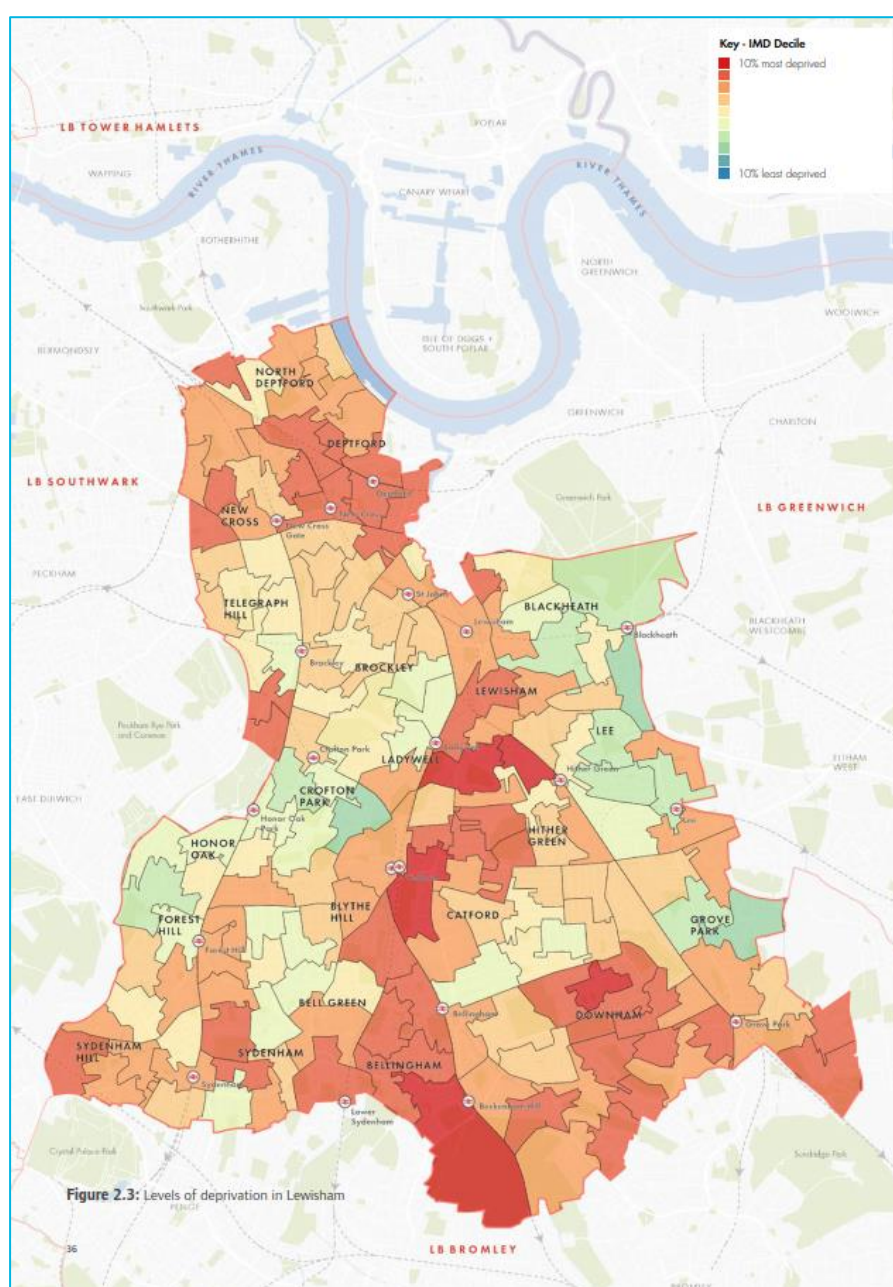 Key - IMD Decile
10% most deprived
10% least deprived
LB TOWER HAMLETS
POPLAR
WAPPING
RIVER THAMES
RIVER THAMES
CANARY WHARF
ROTHERHITHE
NORTH
GREENWICH
Southwark Park
WOOLWICH
BERMONDSEY
ISLE OF DOGS +
SOUTH POPLAR
NORTH
DEPTFORD
GREENWICH
CHARLTON
DEPTFORD
LB SOUTHWARK
Deptford
Greenwich Park
LB GREENWICH
NEW
CROSS
New Cross
New Cross
Gate
PECKHAM
St Johns
TELEGRAPH
HILL
BLACKHEATH
BLACKHEATH
WESTCOMBE
Lewisham
Blackheath
Brockley
BROCKLEY
LEWISHAM
Peckham Rye Park
and Common
LEE
Crofton Park
LADYWELL
Ladywell
ELTHAM
WEST
Hither Green
EAST DULWICH
CROFTON
PARK
Honor Oak
Park
Lee
HITHER
GREEN
HONOR
OAK
BLYTHE
HILL
CATFORD
FOREST
HILL
GROVE
PARK
Forest Hill
BELL GREEN
Bellingham
DOWNHAM
Grove Park
SYDENHAM
HILL
SYDENHAM
BELLINGHAM
Sydenham
Lower
Sydenham
Beckenham Hill
Crystal Palace Park
Sundridge Park
Figure 2.3: Levels of deprivation in Lewisham
PENGE
36
LB BROMLEY